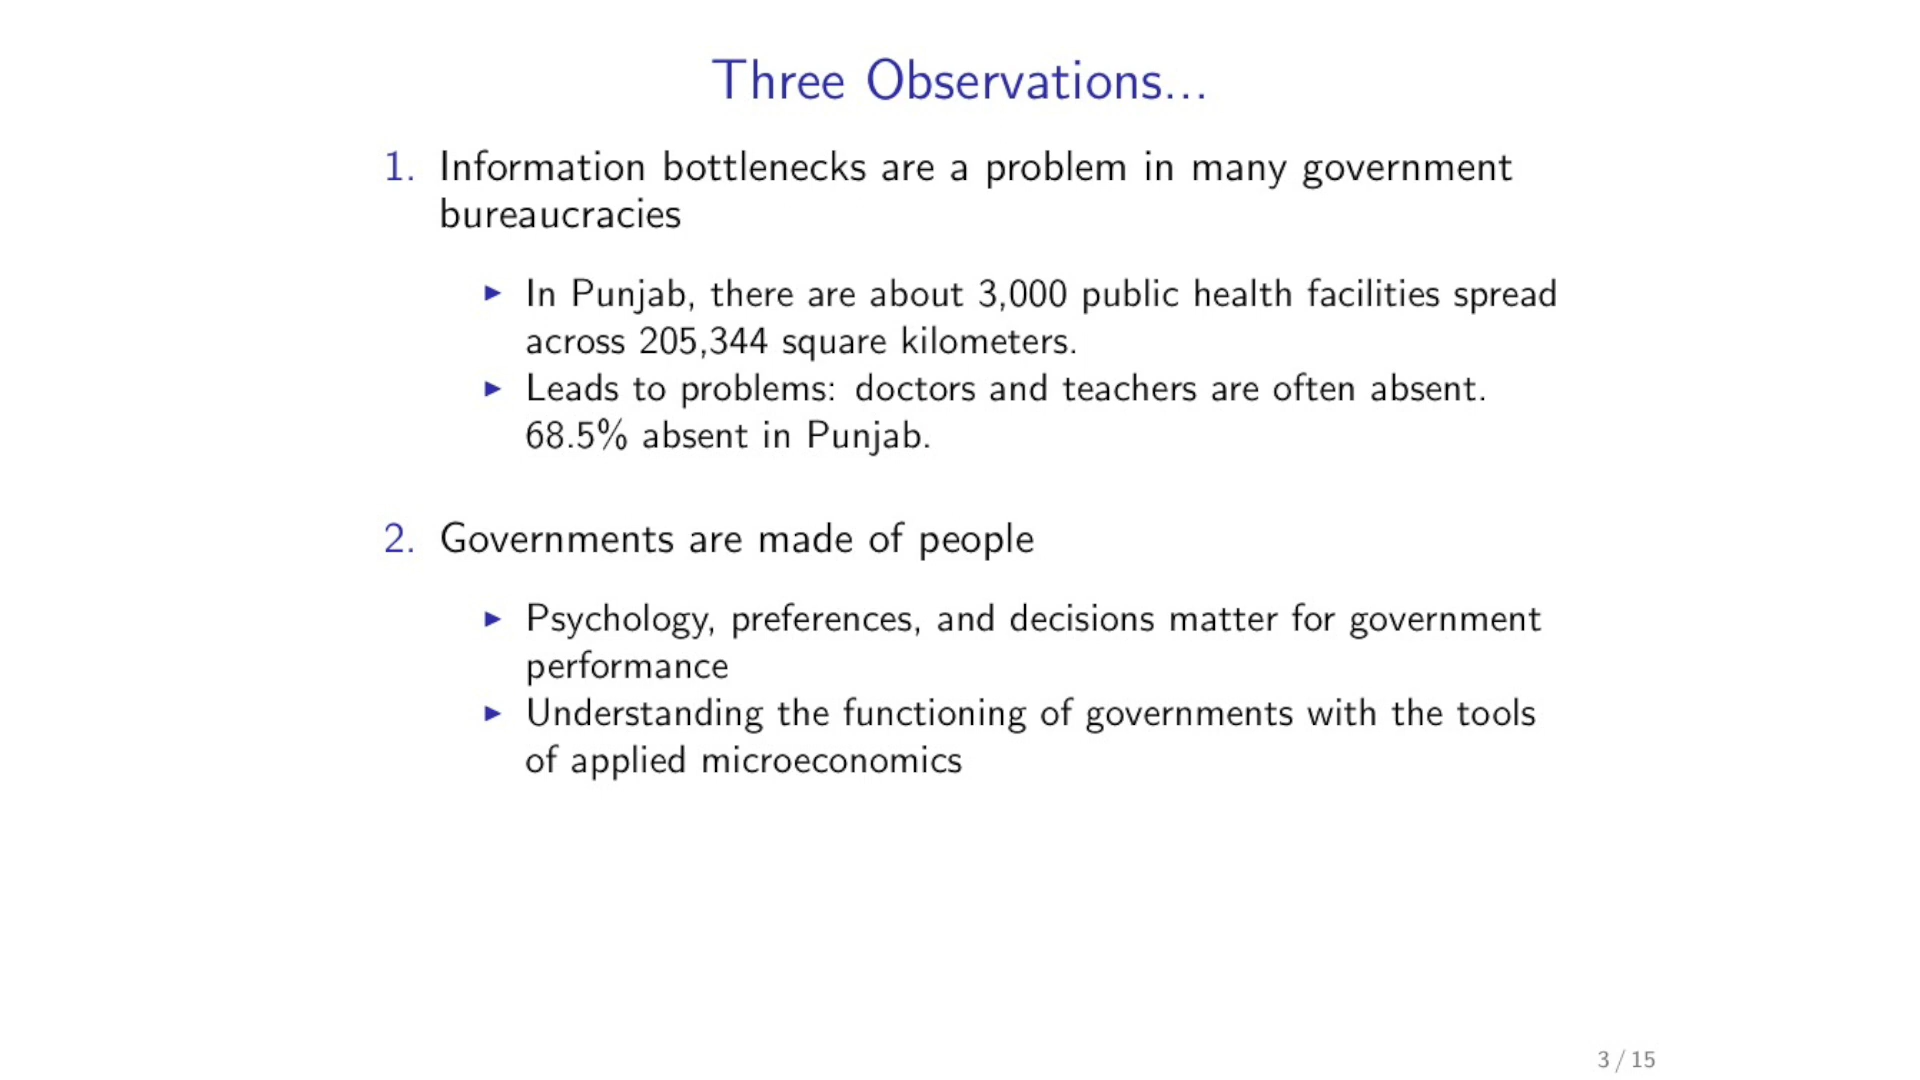 Three Observations...
1. Information bottlenecks are a problem in many government
bureaucracies
▶ In Punjab, there are about 3,000 public health facilities spread
across 205,344 square kilometers.
▶ Leads to problems: doctors and teachers are often absent.
68.5% absent in Punjab.
2. Governments are made of people
▶ Psychology, preferences, and decisions matter for government
performance
▶ Understanding the functioning of governments with the tools
of applied microeconomics
3 / 15